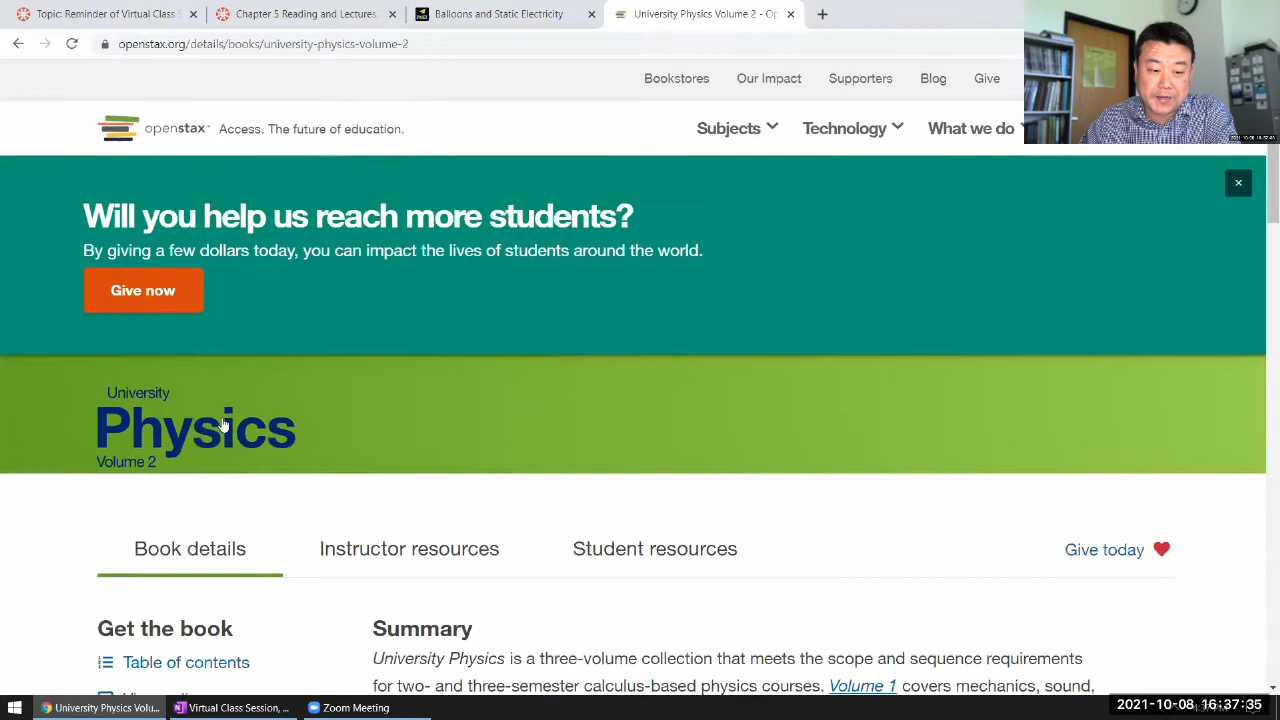 Topic: Reminder of Virtual Class S
Chapter 5 Reading and Lectures,
Balloons and Static Electricity
University Physics Volume 2 - Op
openstax.org/details/books/university-physics-volume-2
Bookstores Our Impact Supporters Blog Give
openstax Access. The future of education.
Subjects Technology What we do
Will you help us reach more students?
By giving a few dollars today, you can impact the lives of students around the world.
Give now
University
Physics
Volume 2
Book details Instructor resources Student resources Give today
Get the book
Table of contents
Summary
University Physics is a three-volume collection that meets the scope and sequence requirements
for two- and three-semester calculus-based physics courses. Volume 1 covers mechanics, sound,
University Physics Volu...
Virtual Class Session, ...
Zoom Meeting
2021-10-08 16:37:35